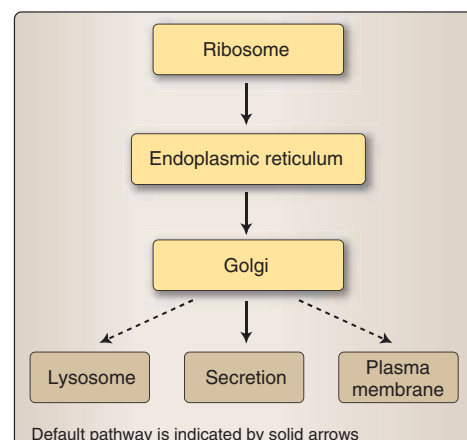 Ribosome
Endoplasmic reticulum
Golgi
Lysosome
Secretion
Plasma
membrane
Default pathway is indicated by solid arrows